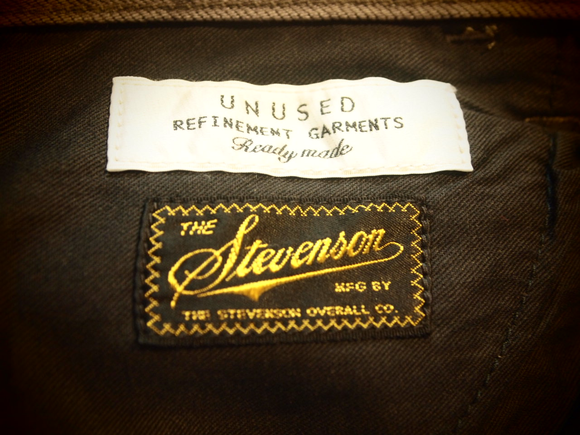 UNUSED
REFINEMENT GARMENTS
Ready made
THE
Stevenson
MFG BY
THE STEVENSON OVERALL CO.